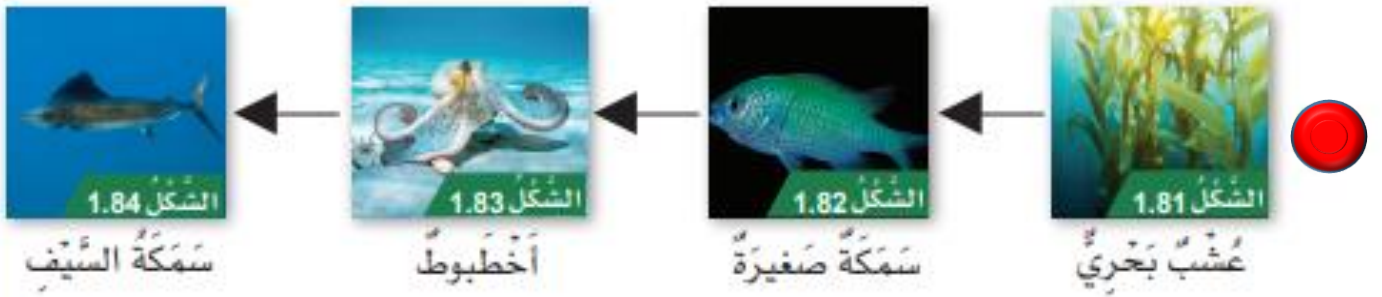 الشَّكْلُ 1.81
الشَّكْلُ 1.82
الشَّكْلُ 1.83
الشَّكْلُ 1.84
عُشْبٌ بَحْرِيٌّ
سَمَكَةٌ صَغيرَةٌ
أَخْطَبوطٌ
سَمَكَةُ السَّيْفِ